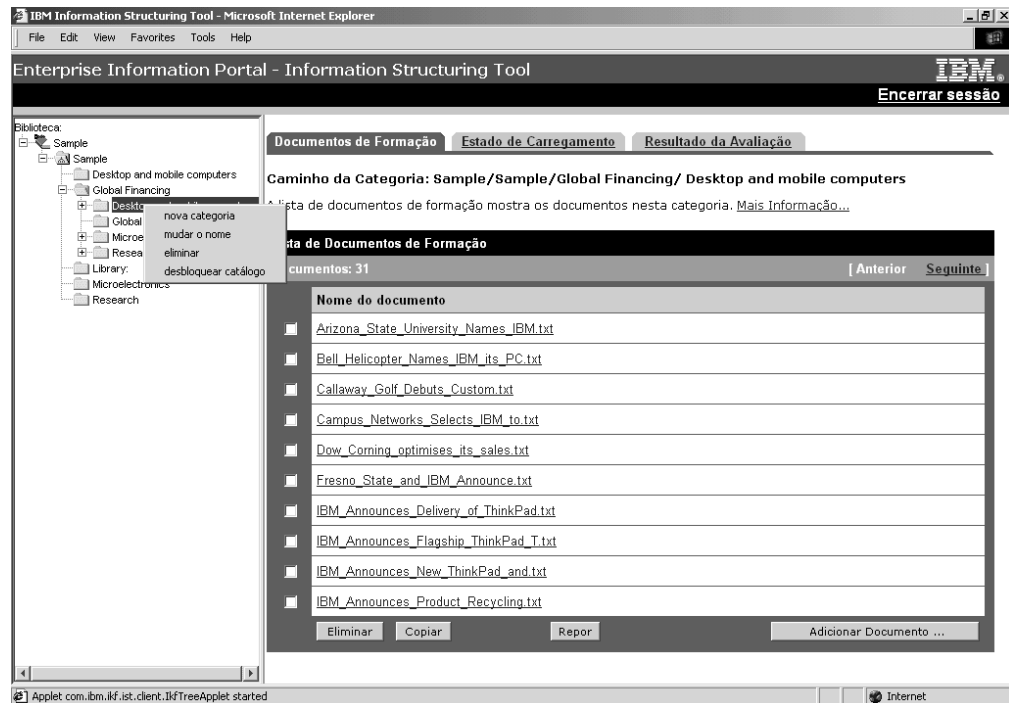 IBM Information Structuring Tool - Microsoft Internet Explorer
File Edit View Favorites Tools Help
Enterprise Information Portal - Information Structuring Tool
IBM
Encerrar sessão
Biblioteca:
Sample
Sample
Desktop and mobile computers
Global Financing
Global
Library:
Microelectronics
Research
nova categoria
mudar o nome
eliminar
desbloquear catálogo
Documentos de Formação Estado de Carregamento Resultado da Avaliação
Caminho da Categoria: Sample/Sample/Global Financing/ Desktop and mobile computers
lista de documentos de formação mostra os documentos nesta categoria. Mais Informação...
de Documentos de Formação
31 [ Anterior Seguinte ]
Nome do documento
Arizona_State_University_Names_IBM.txt
Bell_Helicopter_Names_IBM_its_PC.txt
Callaway_Golf_Debuts_Custom.txt
Campus_Networks_Selects_IBM_to.txt
Dow_Corning_optimises_its_sales.txt
Fresno_State_and_IBM_Announce.txt
IBM_Announces_Delivery_of_ThinkPad.txt
IBM_Announces_Flagship_ThinkPad_T.txt
IBM_Announces_New_ThinkPad_and.txt
IBM_Announces_Product_Recycling.txt
Eliminar Copiar Repor Adicionar Documento ...
Applet com.ibm.ikf.ist.client.IkfTreeApplet started Internet